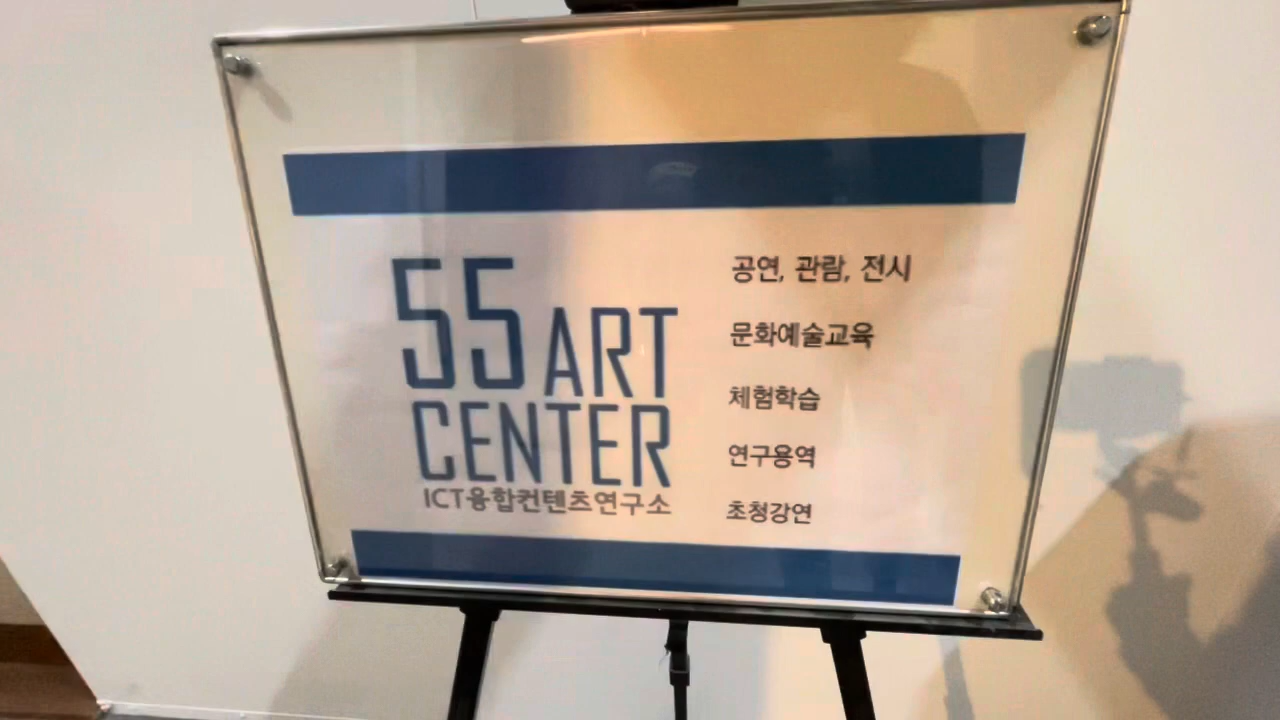 55 ART
CENTER
ICT융합컨텐츠연구소
공연, 관람, 전시
문화예술교육
체험학습
연구용역
초청강연